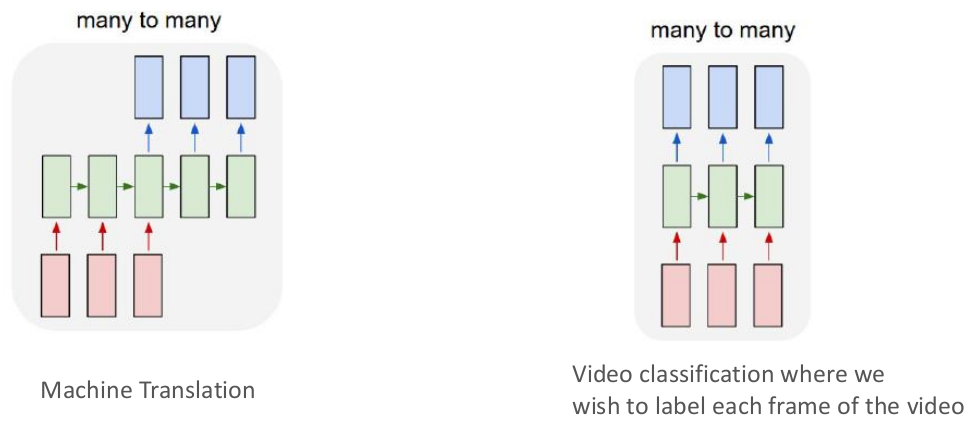 many to many
many to many
Machine Translation
Video classification where we
wish to label each frame of the video